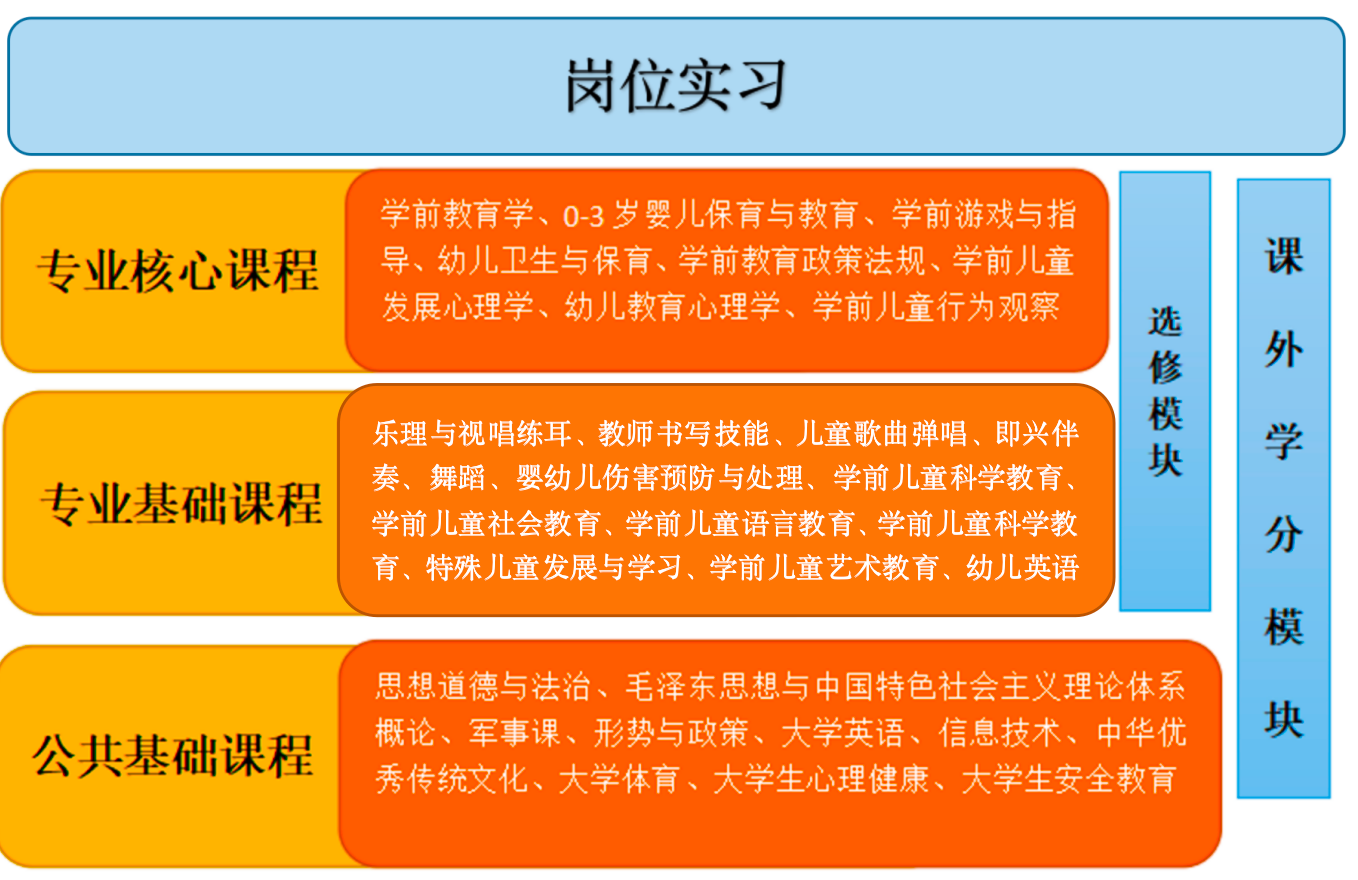 岗位实习
专业核心课程
学前教育学、0-3 岁婴儿保育与教育、学前游戏与指
导、幼儿卫生与保育、学前教育政策法规、学前儿童
发展心理学、幼儿教育心理学、学前儿童行为观察
专业基础课程
乐理与视唱练耳、教师书写技能、儿童歌曲弹唱、即兴伴
奏、舞蹈、婴幼儿伤害预防与处理、学前儿童科学教育、
学前儿童社会教育、学前儿童语言教育、学前儿童科学教
育、特殊儿童发展与学习、学前儿童艺术教育、幼儿英语
公共基础课程
思想道德与法治、毛泽东思想与中国特色社会主义理论体系
概论、军事课、形势与政策、大学英语、信息技术、中华优
秀传统文化、大学体育、大学生心理健康、大学生安全教育
选修模块
课外学分模块